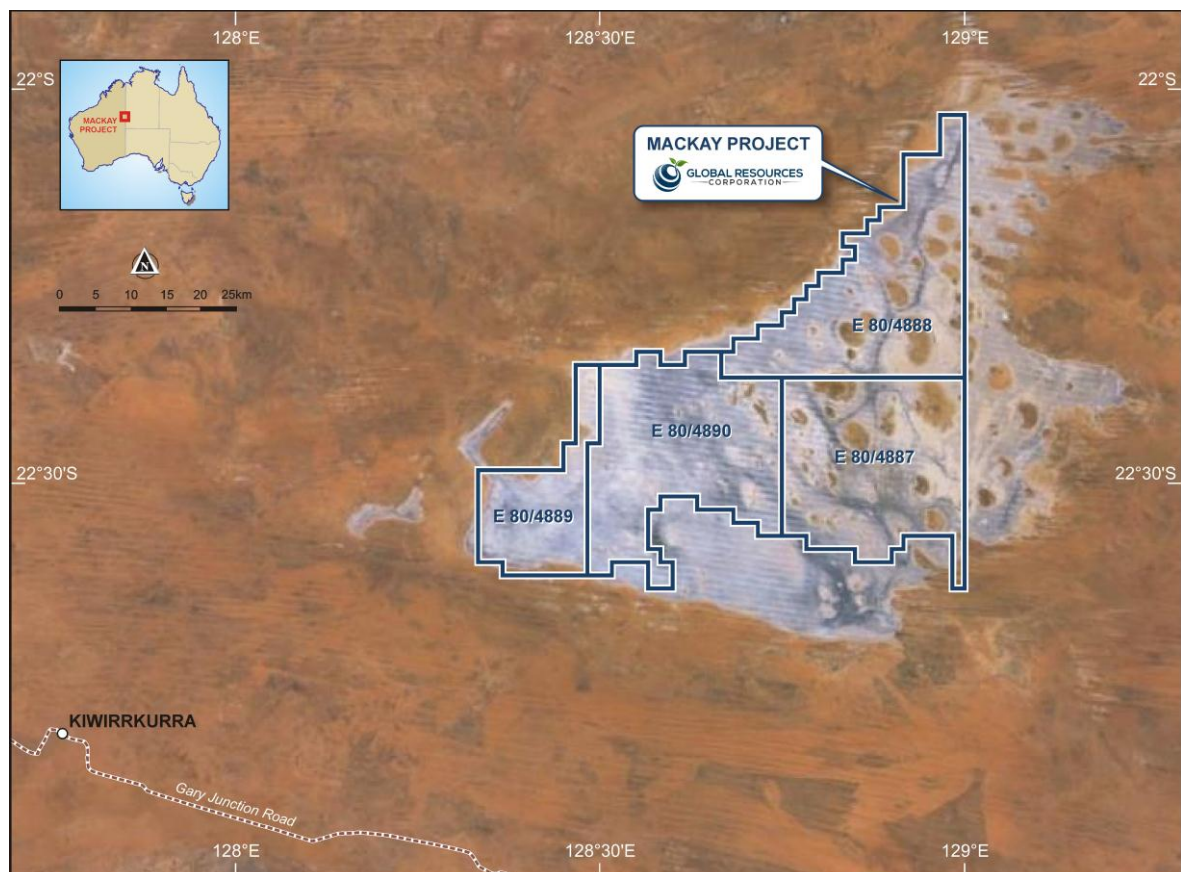 128°E
128°30'E
129°E
22°S
22°S
MACKAY
PROJECT
MACKAY PROJECT
GLOBAL RESOURCES
CORPORATION
N
0 5 10 15 20 25km
E 80/4888
E 80/4890
E 80/4887
22°30'S
22°30'S
E 80/4889
KIWIRRKURRA
Gary Junction Road
128°E
128°30'E
129°E